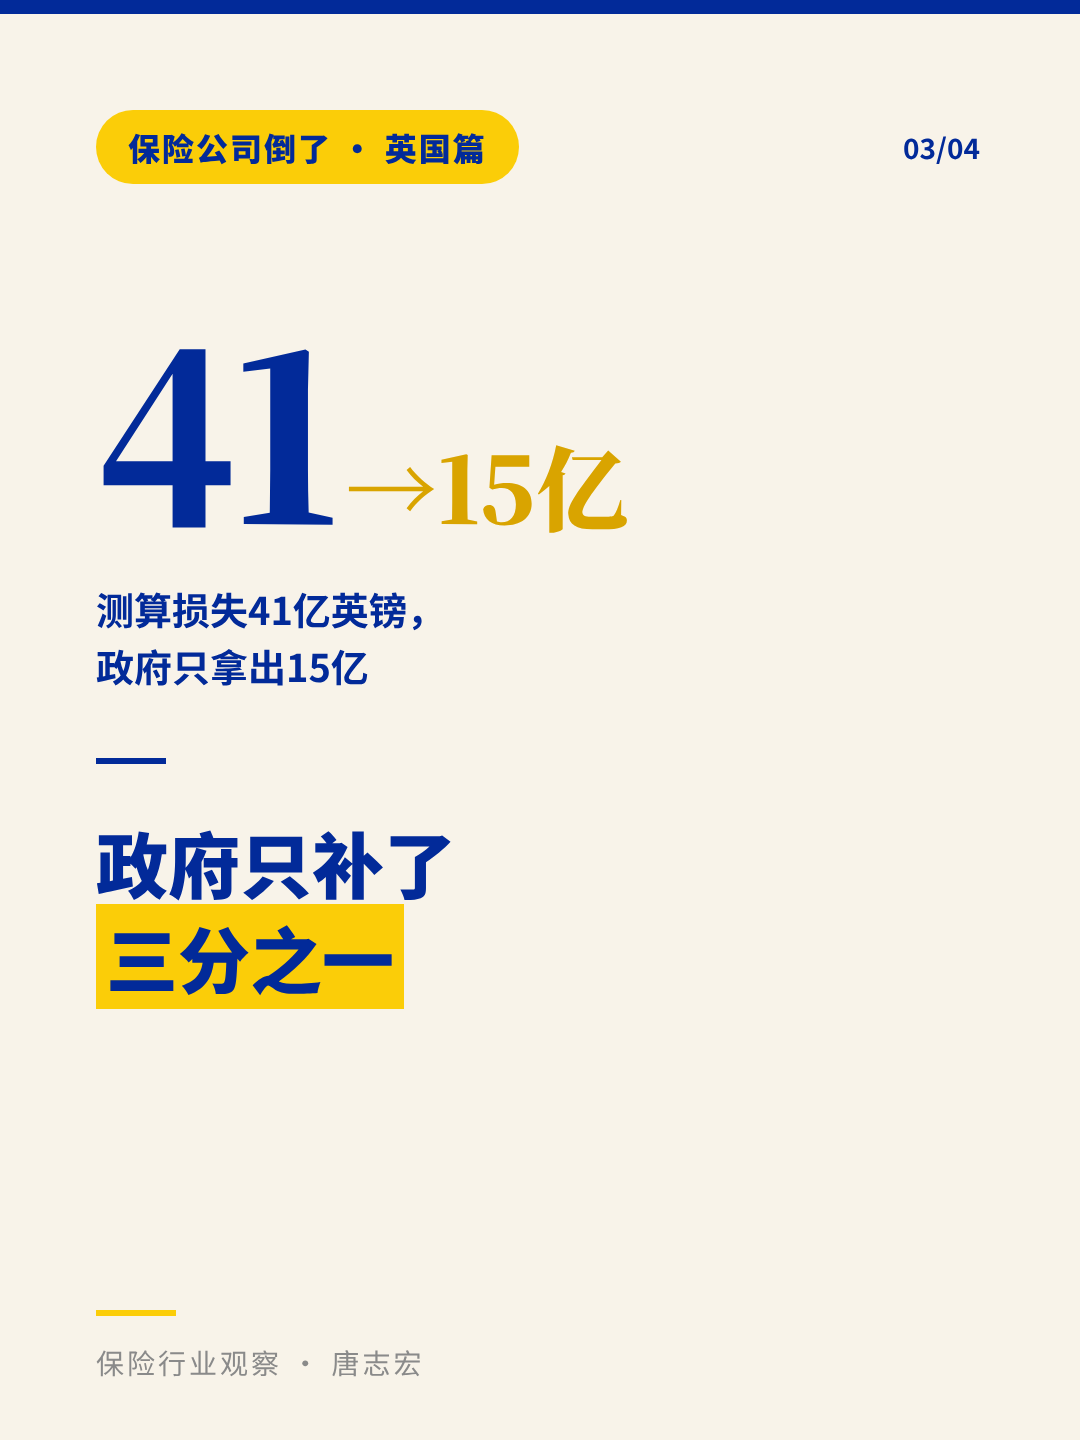 保险公司倒了 · 英国篇
03/04
41→15亿
测算损失41亿英镑，
政府只拿出15亿
政府只补了
三分之一
保险行业观察 · 唐志宏